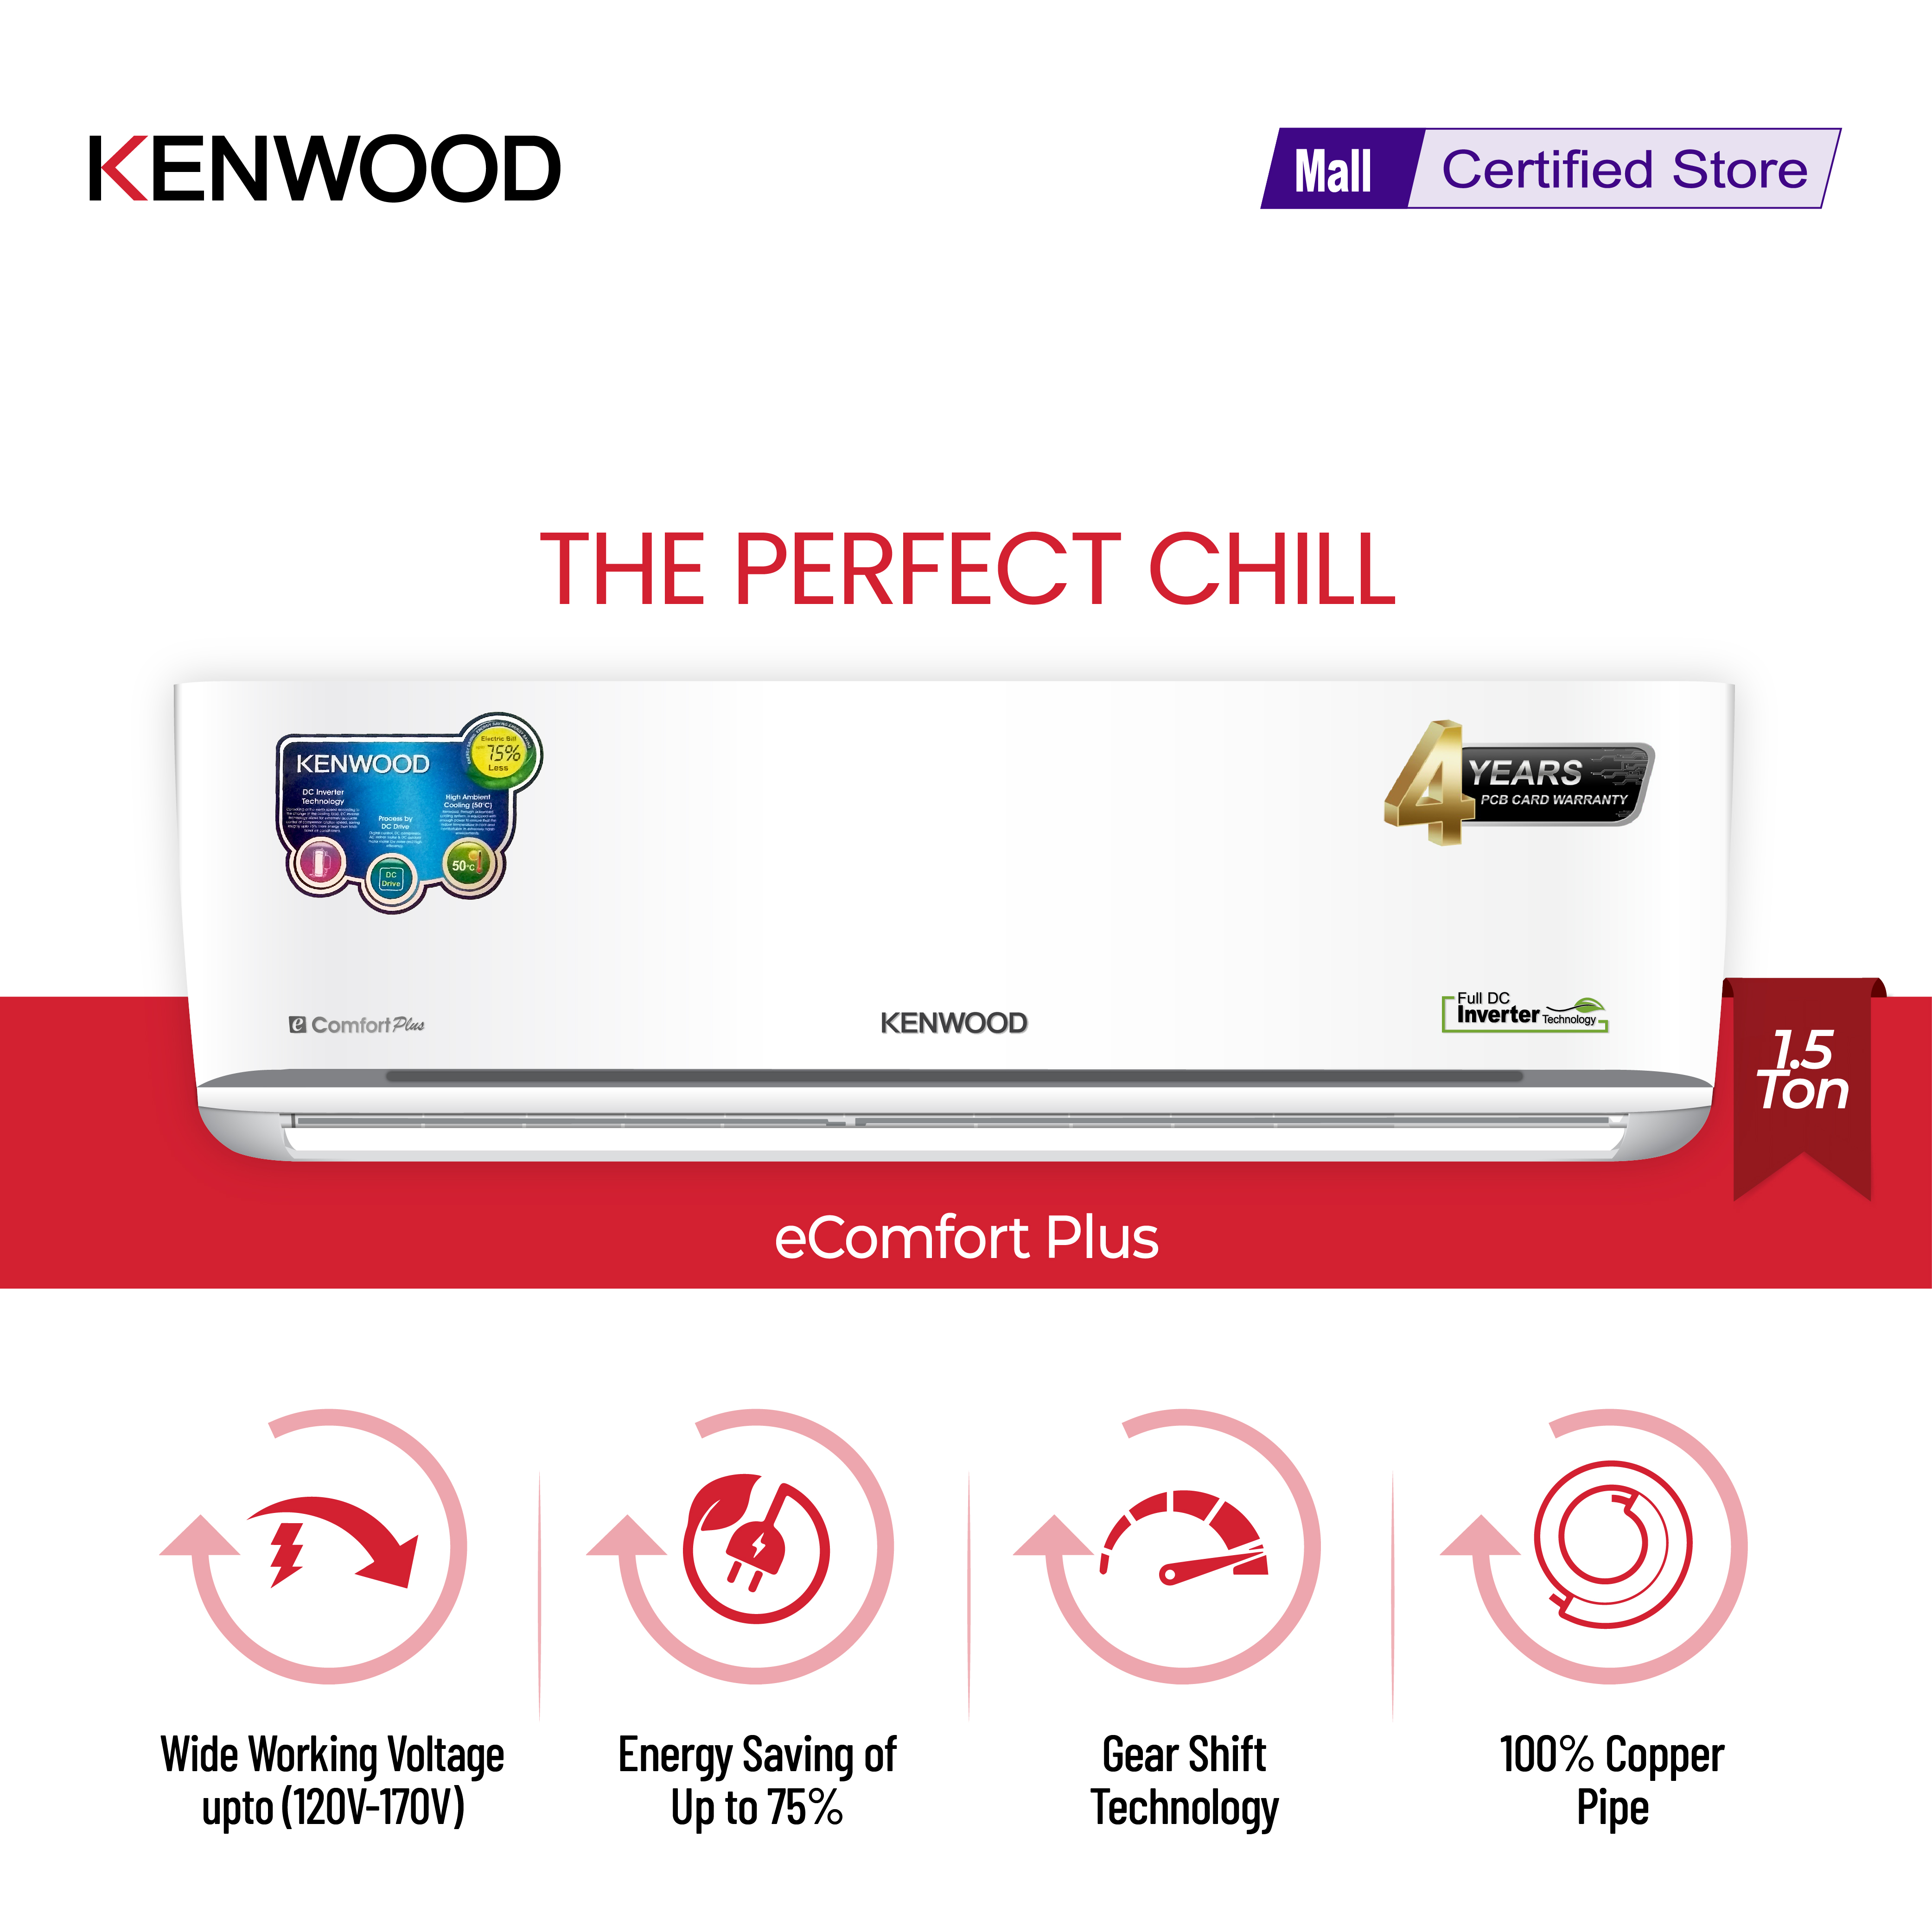 KENWOOD
Mall Certified Store
THE PERFECT CHILL
KENWOOD
Electric Bill
75%
Less
DC Inverter
Technology
Process by
DC Drive
High Ambient
Cooling (50°C)
DC
Drive
50°C
4 YEARS
PCB CARD WARRANTY
e Comfort Plus
KENWOOD
Full DC
Inverter Technology
1.5
Ton
eComfort Plus
Wide Working Voltage
upto (120V-170V)
Energy Saving of
Up to 75%
Gear Shift
Technology
100% Copper
Pipe